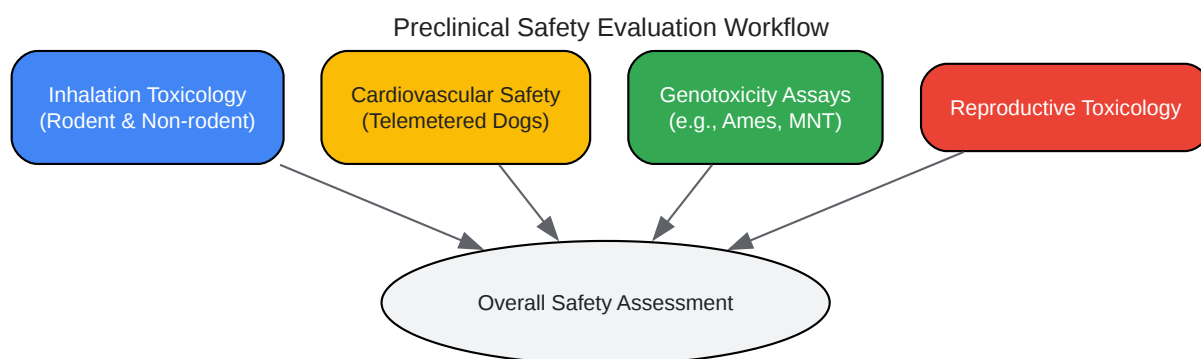 Preclinical Safety Evaluation Workflow
Inhalation Toxicology
(Rodent & Non-rodent)
Cardiovascular Safety
(Telemetered Dogs)
Genotoxicity Assays
(e.g., Ames, MNT)
Reproductive Toxicology
Overall Safety Assessment